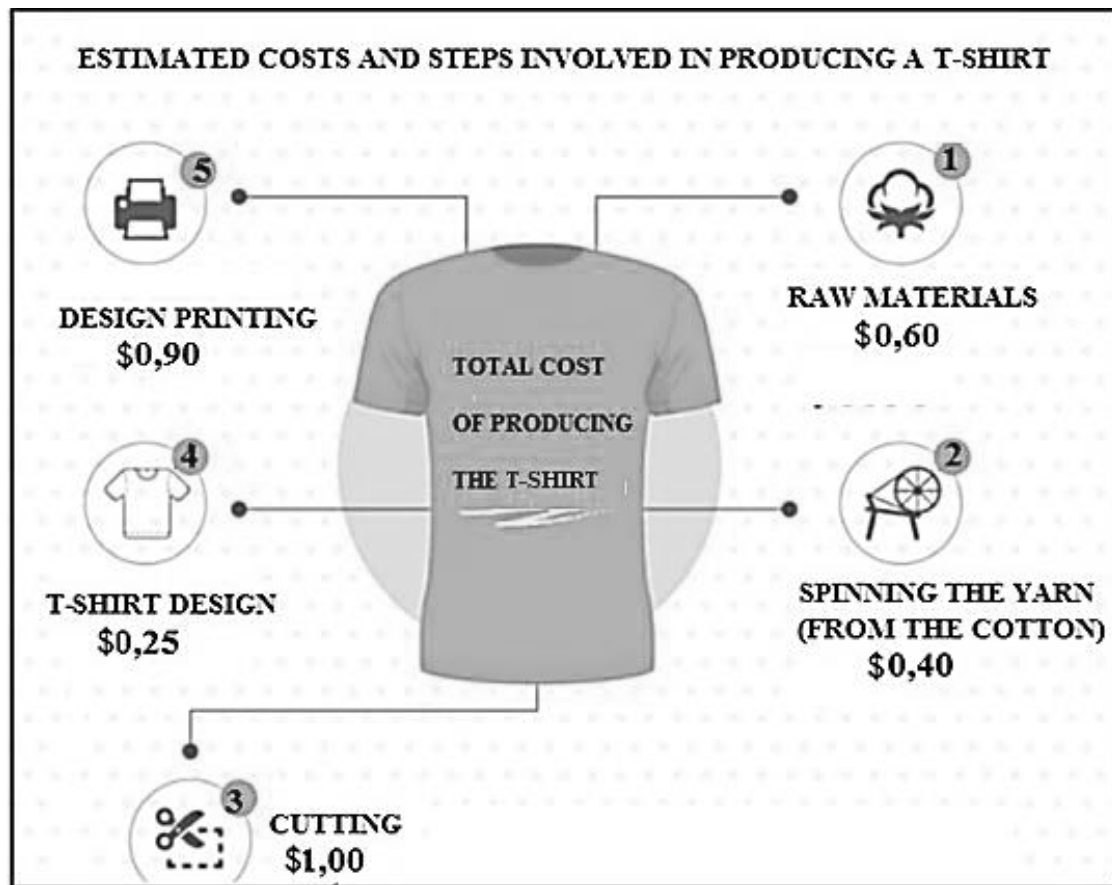 ESTIMATED COSTS AND STEPS INVOLVED IN PRODUCING A T-SHIRT
5
DESIGN PRINTING
$0,90
1
RAW MATERIALS
$0,60
TOTAL COST
OF PRODUCING
THE T-SHIRT
4
T-SHIRT DESIGN
$0,25
2
SPINNING THE YARN
(FROM THE COTTON)
$0,40
3
CUTTING
$1,00